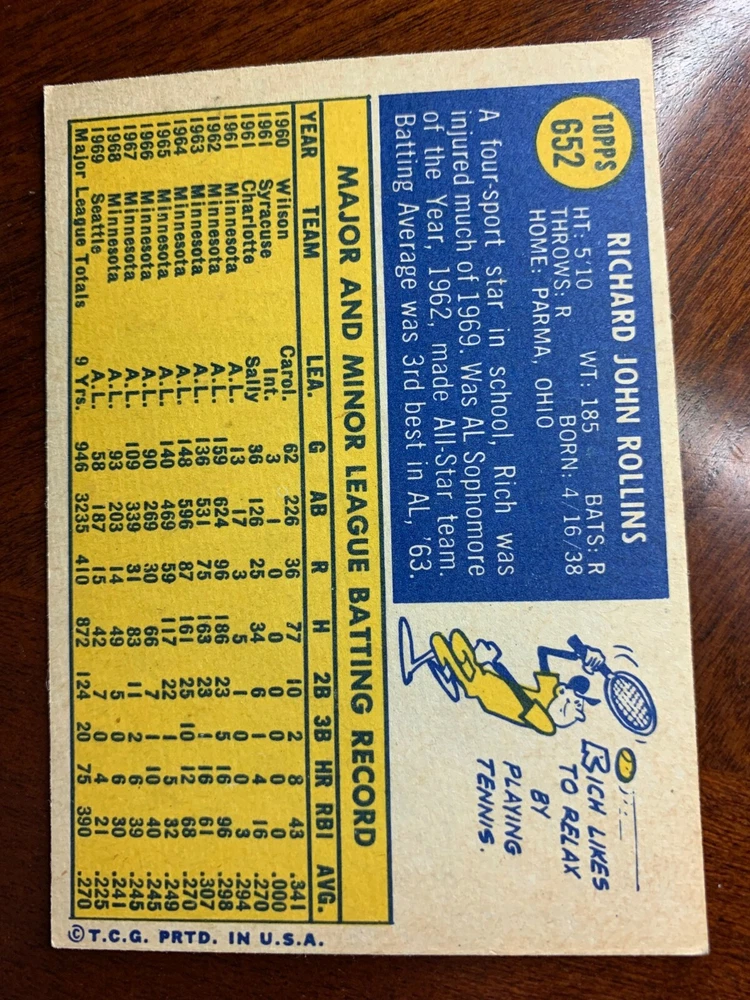 TOPPS
652
RICHARD JOHN ROLLINS
HT: 5'10 WT: 185 BATS: R
THROWS: R BORN: 4/16/38
HOME: PARMA, OHIO
A four-sport star in school, Rich was
injured much of 1969. Was AL Sophomore
of the Year, 1962, made All-Star team.
Batting Average was 3rd best in AL, '63.
RICH LIKES
TO RELAX
BY
PLAYING
TENNIS.
MAJOR AND MINOR LEAGUE BATTING RECORD
YEAR TEAM LEA. G AB R H 2B 3B HR RBI AVG.
1960 Wilson Carol. 62 226 36 77 10 2 8 43 .341
1961 Syracuse Int. 3 1 0 0 0 0 0 0 .000
1961 Charlotte Sally 36 126 25 34 6 1 4 16 .270
1961 Minnesota A.L. 13 17 3 5 1 0 0 3 .294
1962 Minnesota A.L. 159 624 96 186 23 5 16 96 .298
1963 Minnesota A.L. 136 531 75 163 23 1 16 61 .307
1964 Minnesota A.L. 148 596 87 161 25 10 12 68 .270
1965 Minnesota A.L. 140 469 59 117 22 1 5 32 .249
1966 Minnesota A.L. 90 269 30 66 7 1 10 40 .245
1967 Minnesota A.L. 109 339 31 83 11 2 6 39 .245
1968 Minnesota A.L. 93 203 14 49 5 0 6 30 .241
1969 Seattle A.L. 58 187 15 42 7 0 4 21 .225
Major League Totals 9 Yrs. 946 3235 410 872 124 20 75 390 .270
© T.C.G. PRTD. IN U.S.A.